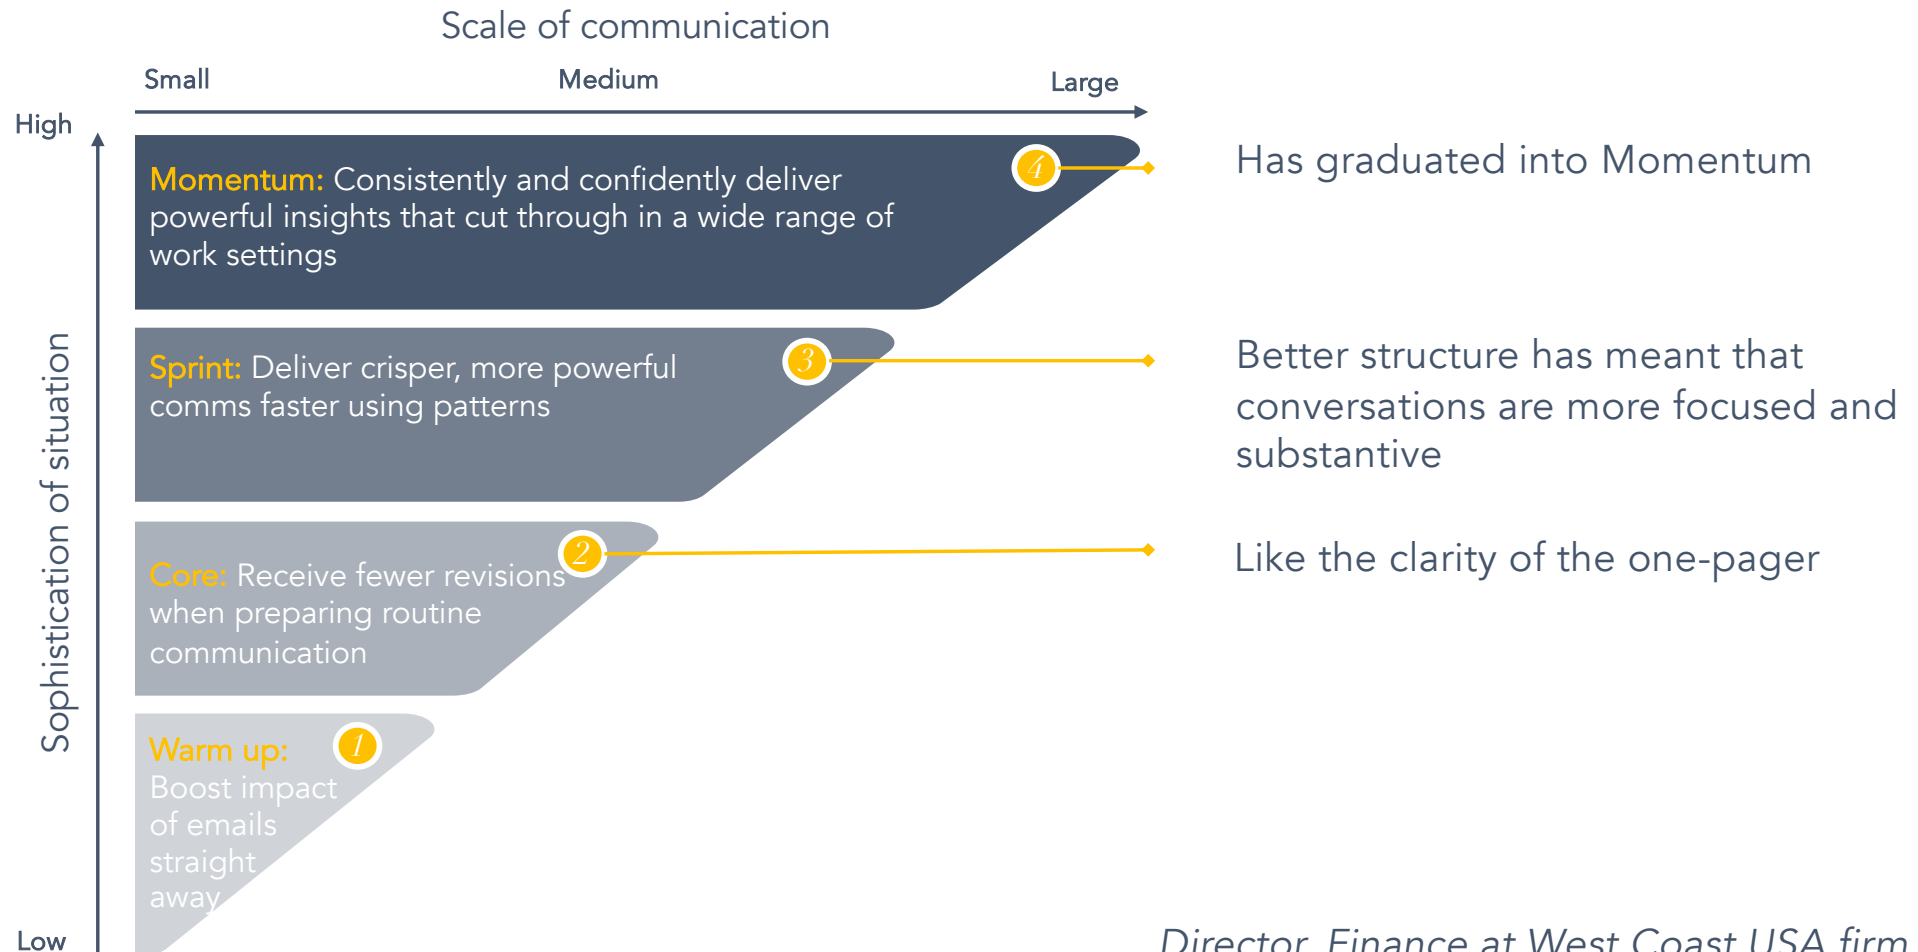 Scale of communication
Small
Medium
Large
High
Momentum: Consistently and confidently deliver
powerful insights that cut through in a wide range of
work settings
4
Has graduated into Momentum
Sprint: Deliver crisper, more powerful
comms faster using patterns
3
Better structure has meant that
conversations are more focused and
substantive
Core: Receive fewer revisions
when preparing routine
communication
2
Like the clarity of the one-pager
Warm up:
Boost impact
of emails
straight
away
1
Sophistication of situation
Low
Director, Finance at West Coast USA firm